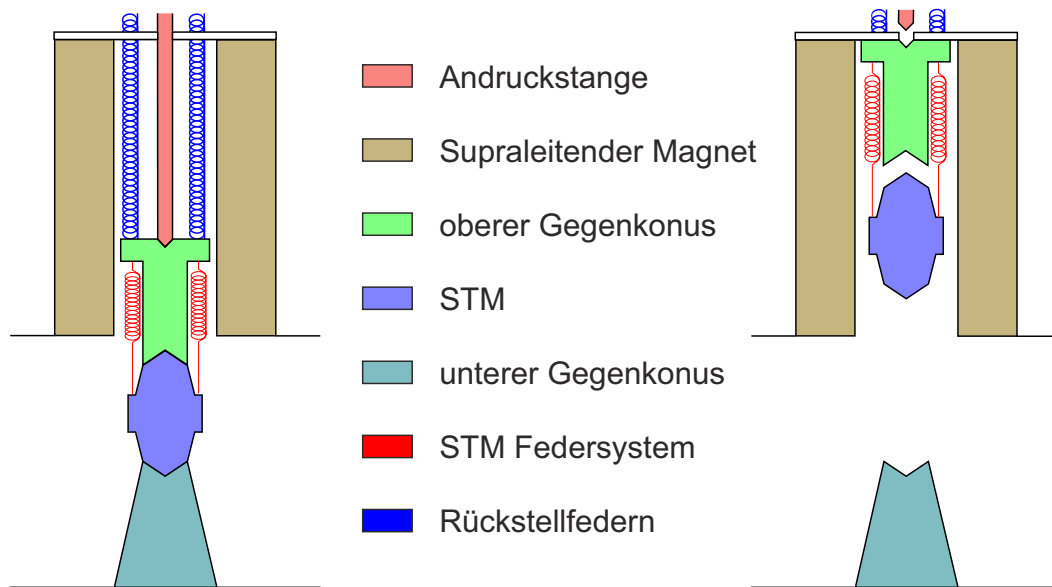 Andruckstange
Supraleitender Magnet
oberer Gegenkonus
STM
unterer Gegenkonus
STM Federsystem
Rückstellfedern